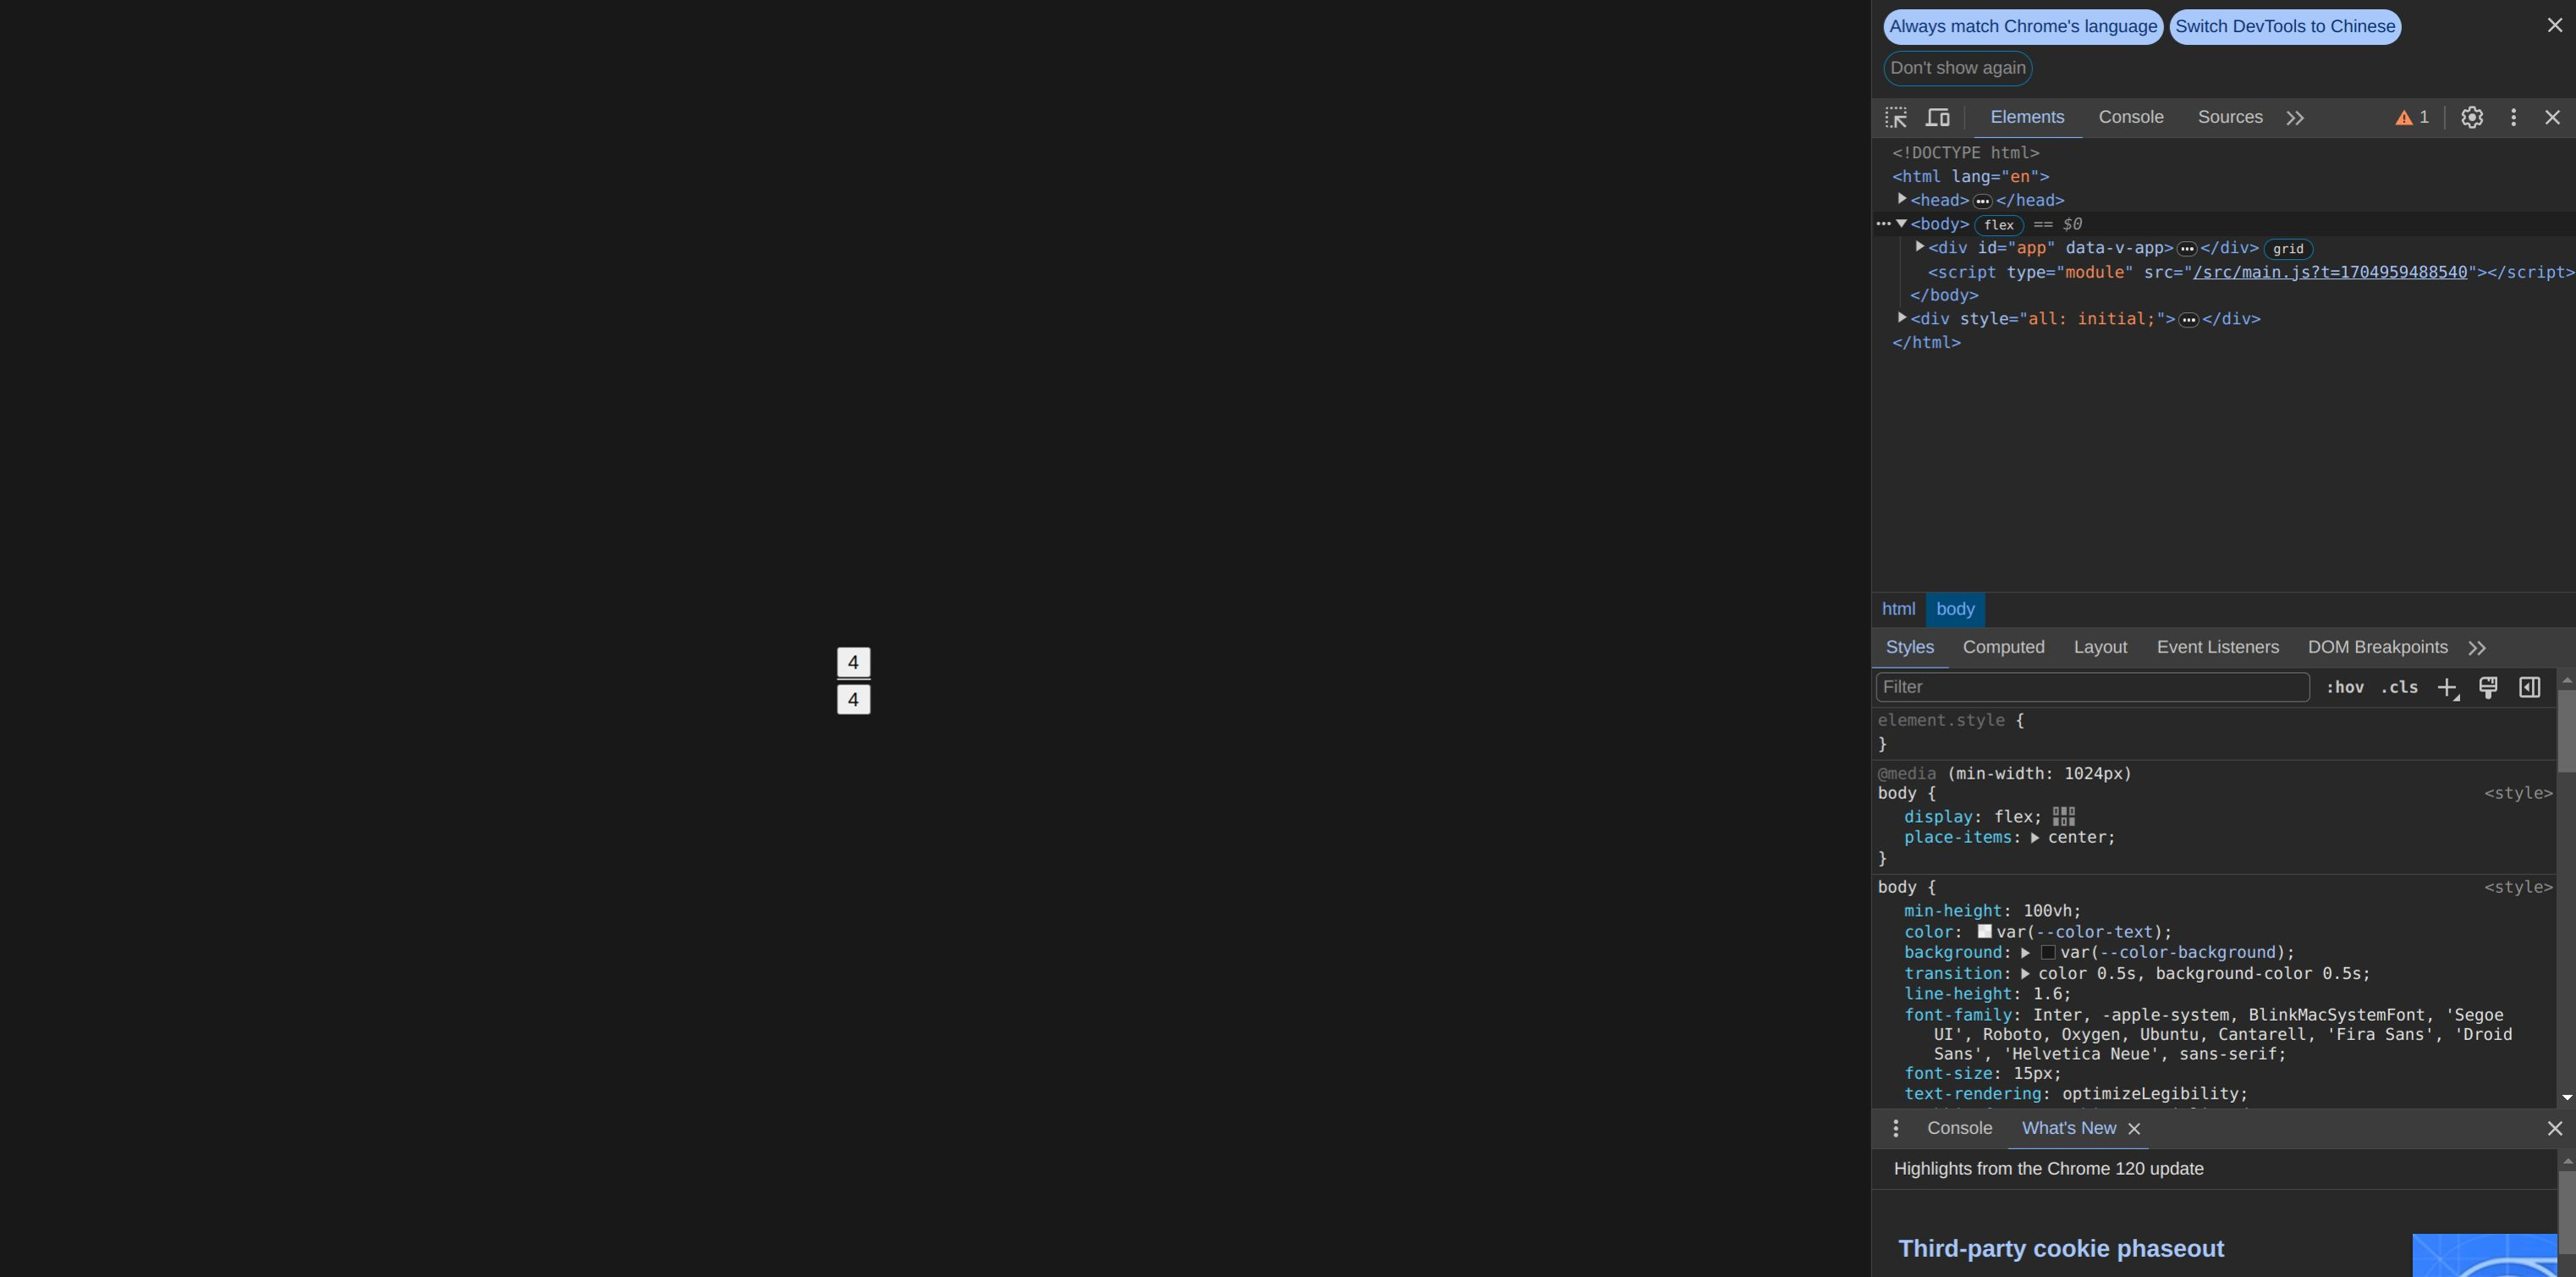 4
4
Always match Chrome's language Switch DevTools to Chinese
Don't show again
Elements Console Sources 1
<!DOCTYPE html>
<html lang="en">
<head> </head>
<body> flex == $0
<div id="app" data-v-app> </div> grid
<script type="module" src="/src/main.js?t=1704959488540"></script>
</body>
<div style="all: initial;"> </div>
</html>
html body
Styles Computed Layout Event Listeners DOM Breakpoints
Filter :hov .cls
element.style {
}
@media (min-width: 1024px)
body { <style>
display: flex;
place-items: center;
}
body { <style>
min-height: 100vh;
color: var(--color-text);
background: var(--color-background);
transition: color 0.5s, background-color 0.5s;
line-height: 1.6;
font-family: Inter, -apple-system, BlinkMacSystemFont, 'Segoe
UI', Roboto, Oxygen, Ubuntu, Cantarell, 'Fira Sans', 'Droid
Sans', 'Helvetica Neue', sans-serif;
font-size: 15px;
text-rendering: optimizeLegibility;
Console What's New
Highlights from the Chrome 120 update
Third-party cookie phaseout